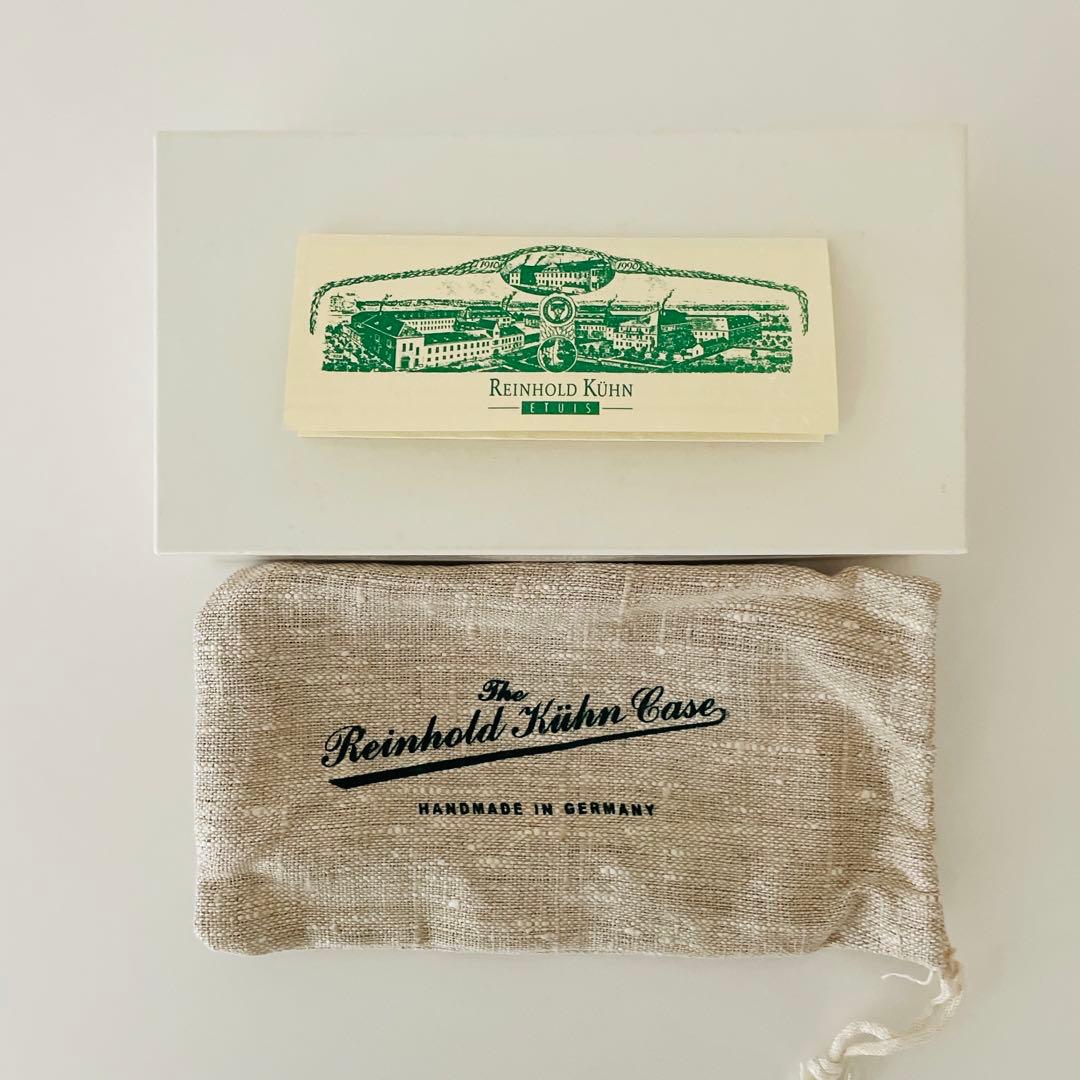 1910 1990
REINHOLD KÜHN
ETUIS
The
Reinhold Kühn Case
HANDMADE IN GERMANY